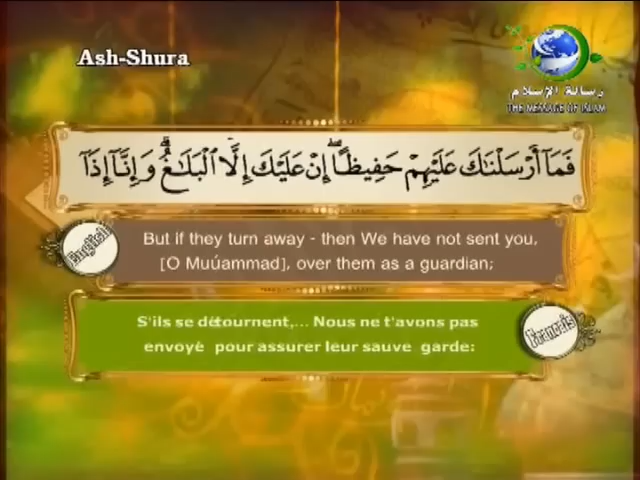 Ash-Shura
رسالة الإسلام
THE MESSAGE OF ISLAM
فَمَآ أَرْسَلْنَٰكَ عَلَيْهِمْ حَفِيظًا ۖ إِنْ عَلَيْكَ إِلَّا ٱلْبَلَٰغُ ۗ وَإِنَّآ إِذَآ
English
But if they turn away - then We have not sent you,
[O Muúammad], over them as a guardian;
S'ils se détournent,... Nous ne t'avons pas
envoyé pour assurer leur sauve garde:
Français